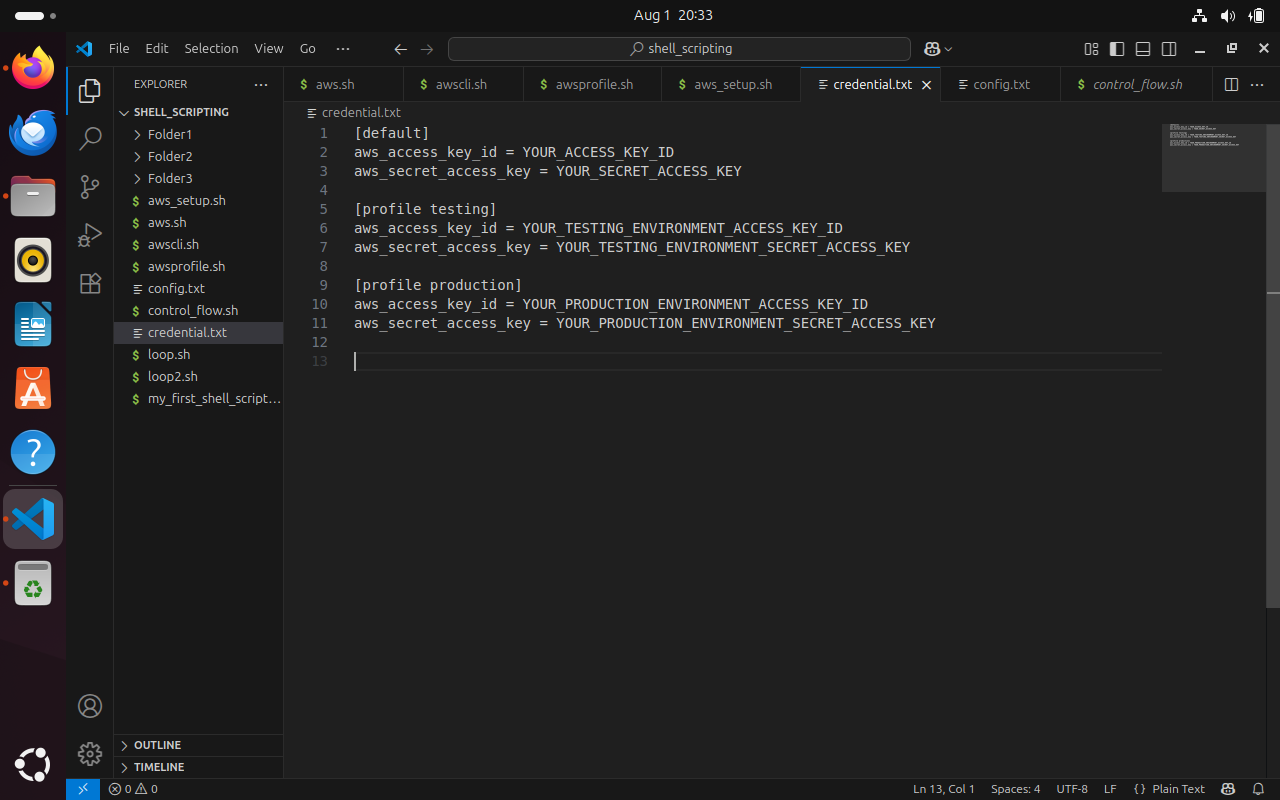 Aug 1 20:33
File Edit Selection View Go
shell_scripting
EXPLORER
SHELL_SCRIPTING
Folder1
Folder2
Folder3
aws_setup.sh
aws.sh
awscli.sh
awsprofile.sh
config.txt
control_flow.sh
credential.txt
loop.sh
loop2.sh
my_first_shell_script...
OUTLINE
TIMELINE
aws.sh awscli.sh awsprofile.sh aws_setup.sh credential.txt config.txt control_flow.sh
credential.txt
1 [default]
2 aws_access_key_id = YOUR_ACCESS_KEY_ID
3 aws_secret_access_key = YOUR_SECRET_ACCESS_KEY
4
5 [profile testing]
6 aws_access_key_id = YOUR_TESTING_ENVIRONMENT_ACCESS_KEY_ID
7 aws_secret_access_key = YOUR_TESTING_ENVIRONMENT_SECRET_ACCESS_KEY
8
9 [profile production]
10 aws_access_key_id = YOUR_PRODUCTION_ENVIRONMENT_ACCESS_KEY_ID
11 aws_secret_access_key = YOUR_PRODUCTION_ENVIRONMENT_SECRET_ACCESS_KEY
12
13
0 0 Ln 13, Col 1 Spaces: 4 UTF-8 LF {} Plain Text